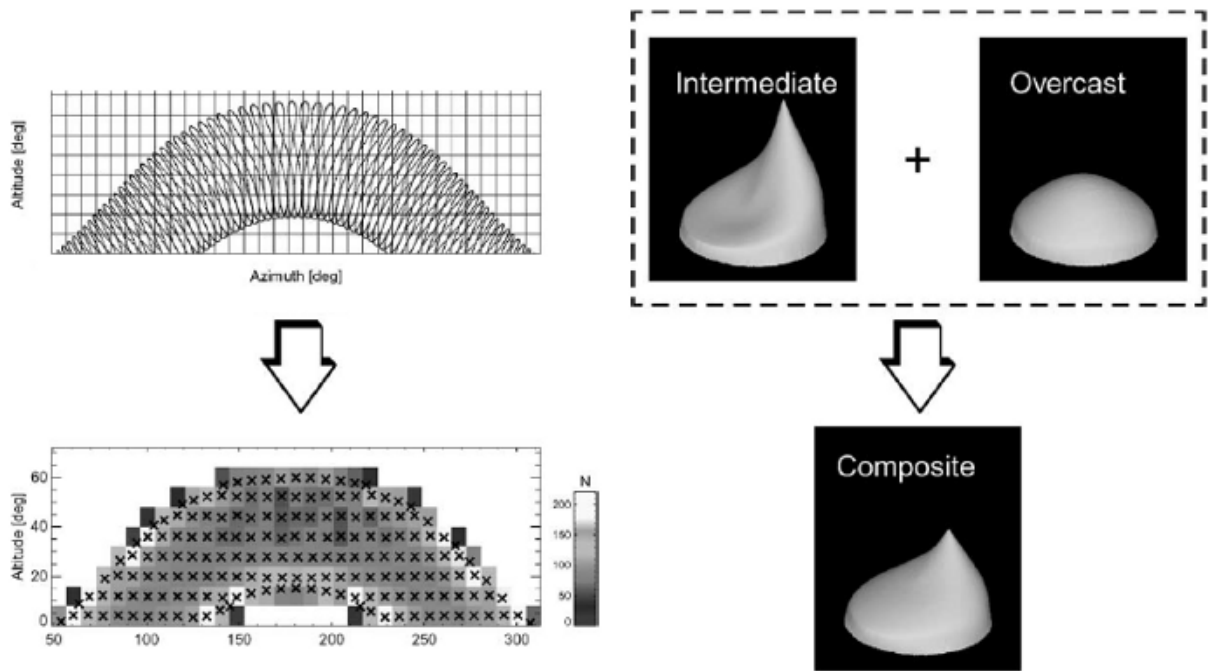 Altitude [deg]
Azimuth [deg]
Intermediate
+
Overcast
Altitude [deg]
60
40
20
0
50
100
150
200
250
300
N
200
150
100
50
0
Composite